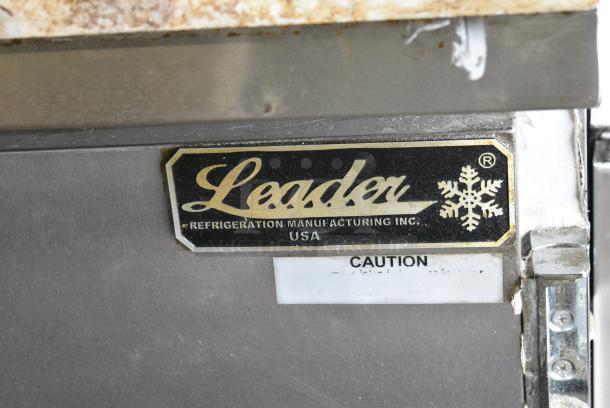 Leader ®
REFRIGERATION MANUFACTURING INC.
USA
CAUTION